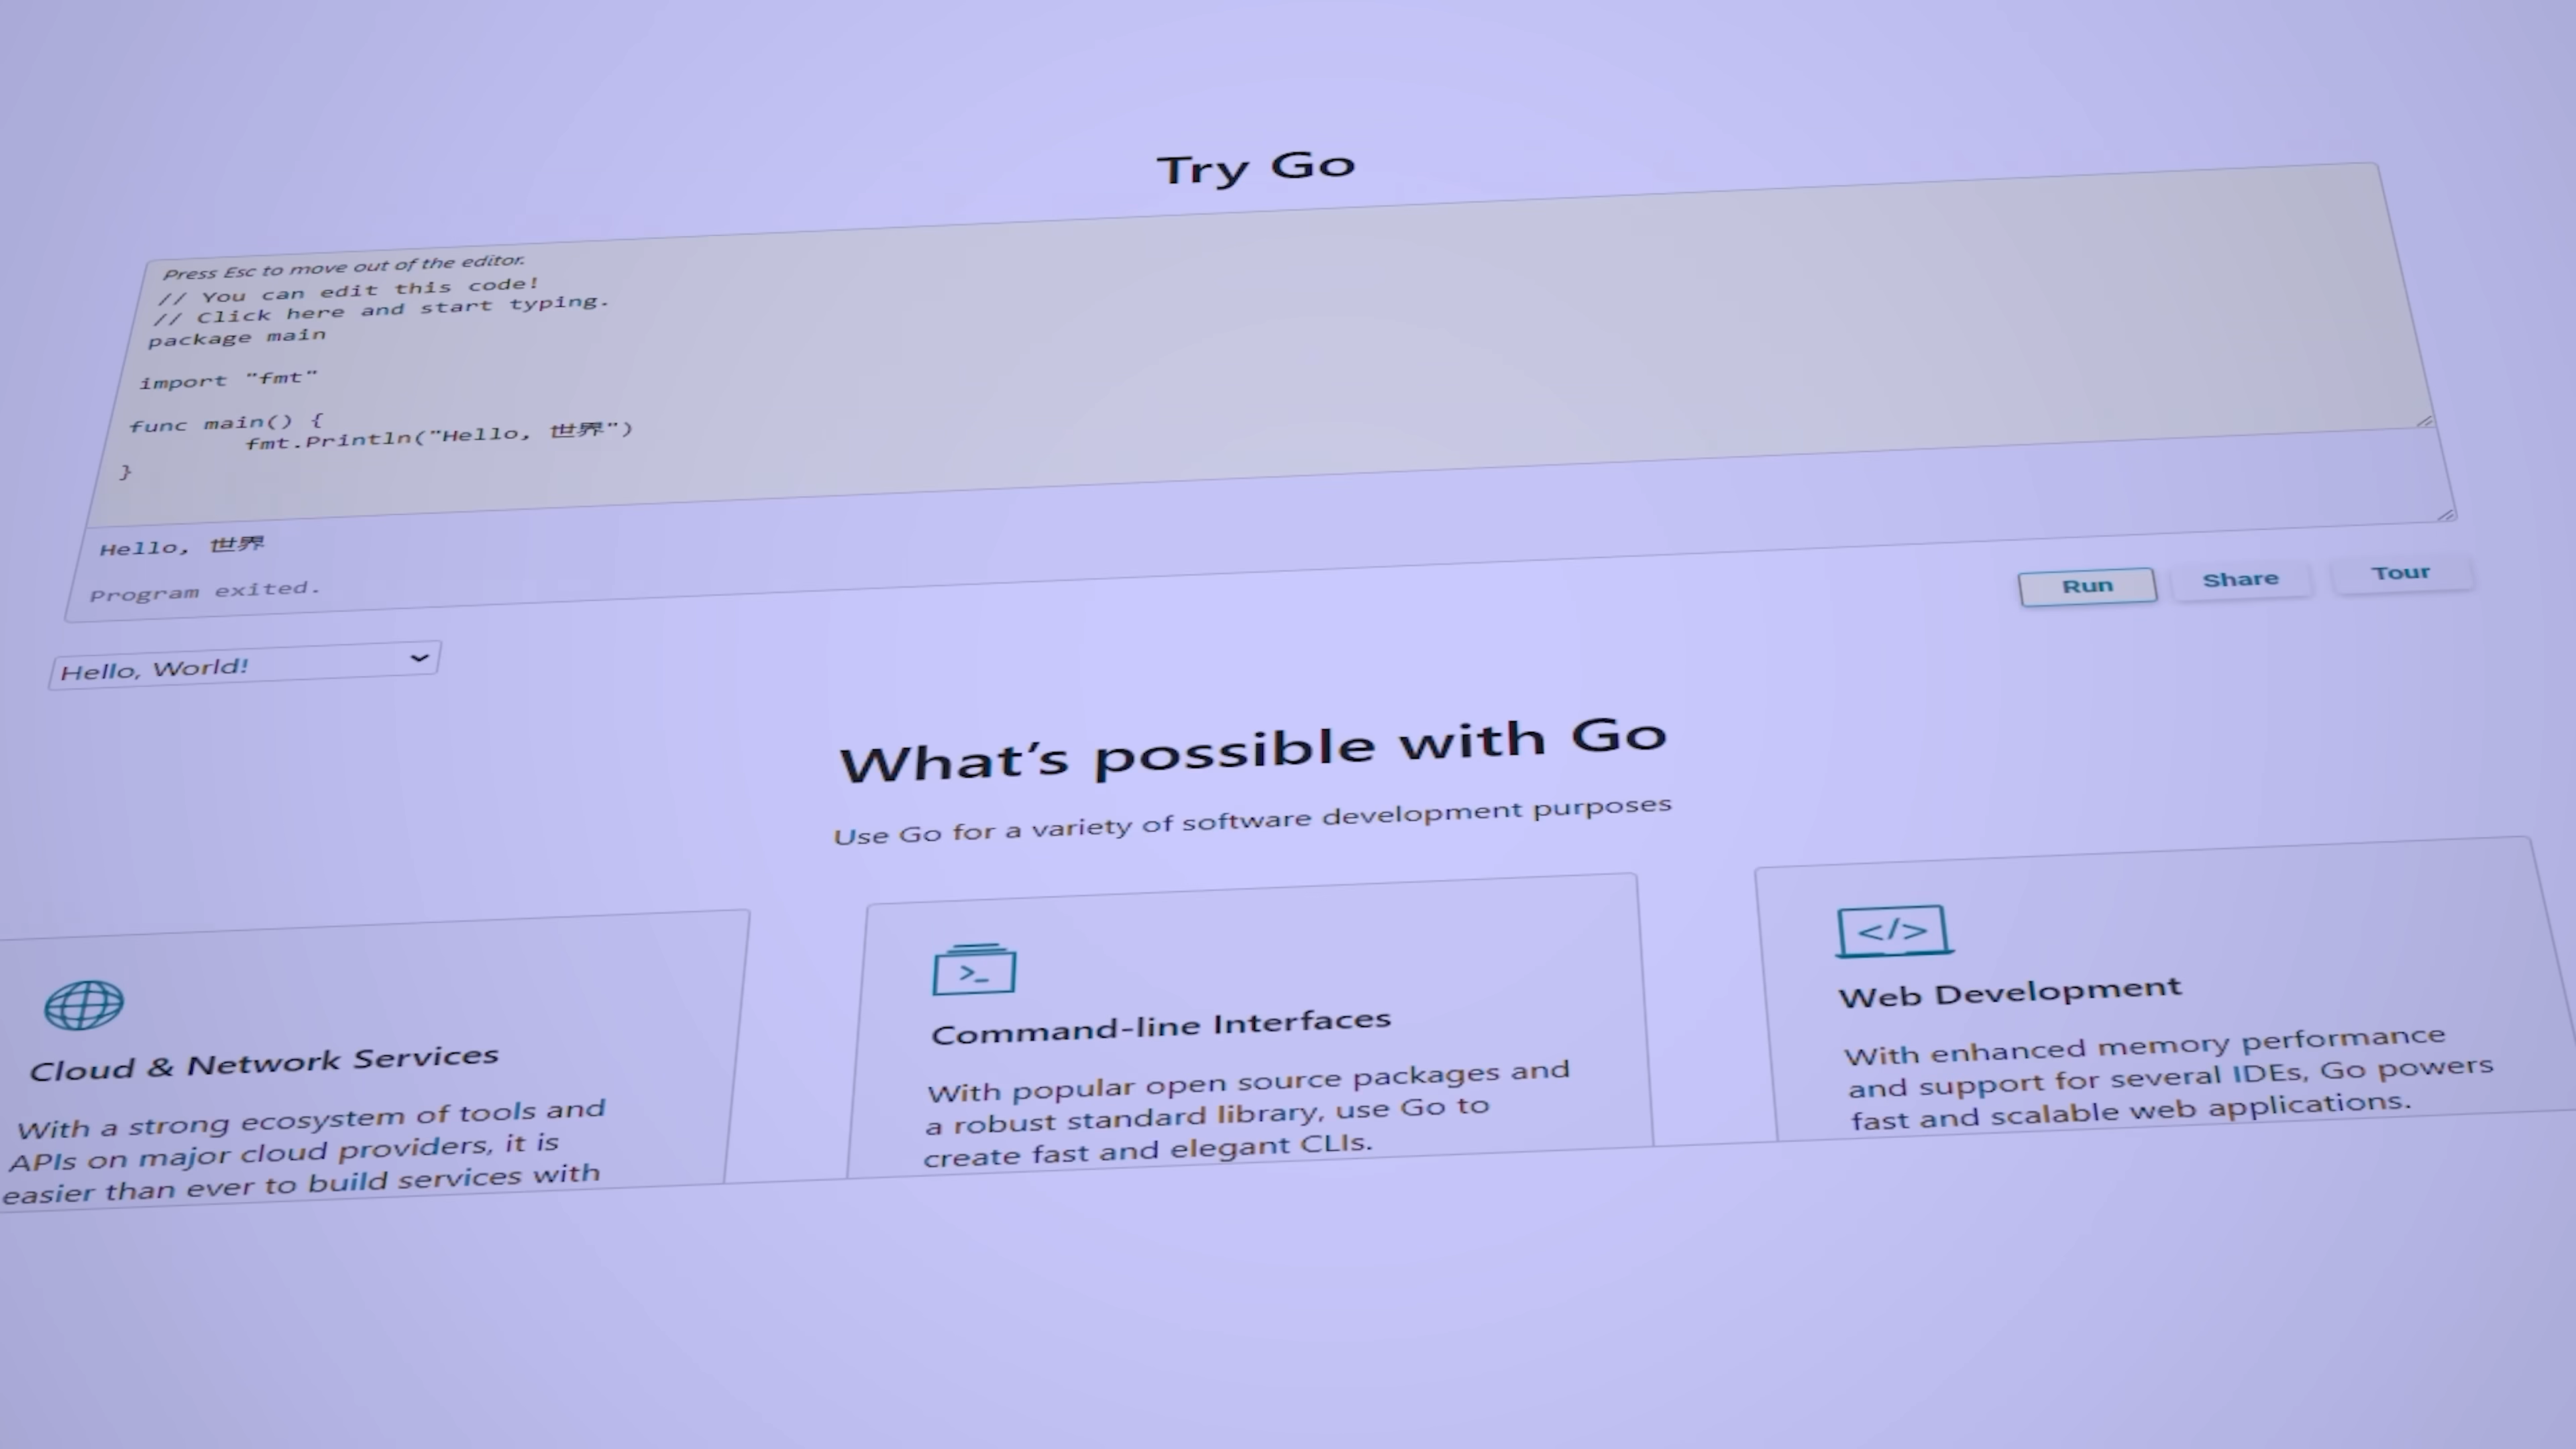 Try Go
Press Esc to move out of the editor.
// You can edit this code!
// Click here and start typing.
package main
import "fmt"
func main() {
fmt.Println("Hello, 世界")
}
Hello, 世界
Program exited.
Hello, World!
Run
Share
Tour
What's possible with Go
Use Go for a variety of software development purposes
Cloud & Network Services
With a strong ecosystem of tools and
APIs on major cloud providers, it is
easier than ever to build services with
>_
Command-line Interfaces
With popular open source packages and
a robust standard library, use Go to
create fast and elegant CLIs.
</>
Web Development
With enhanced memory performance
and support for several IDEs, Go powers
fast and scalable web applications.